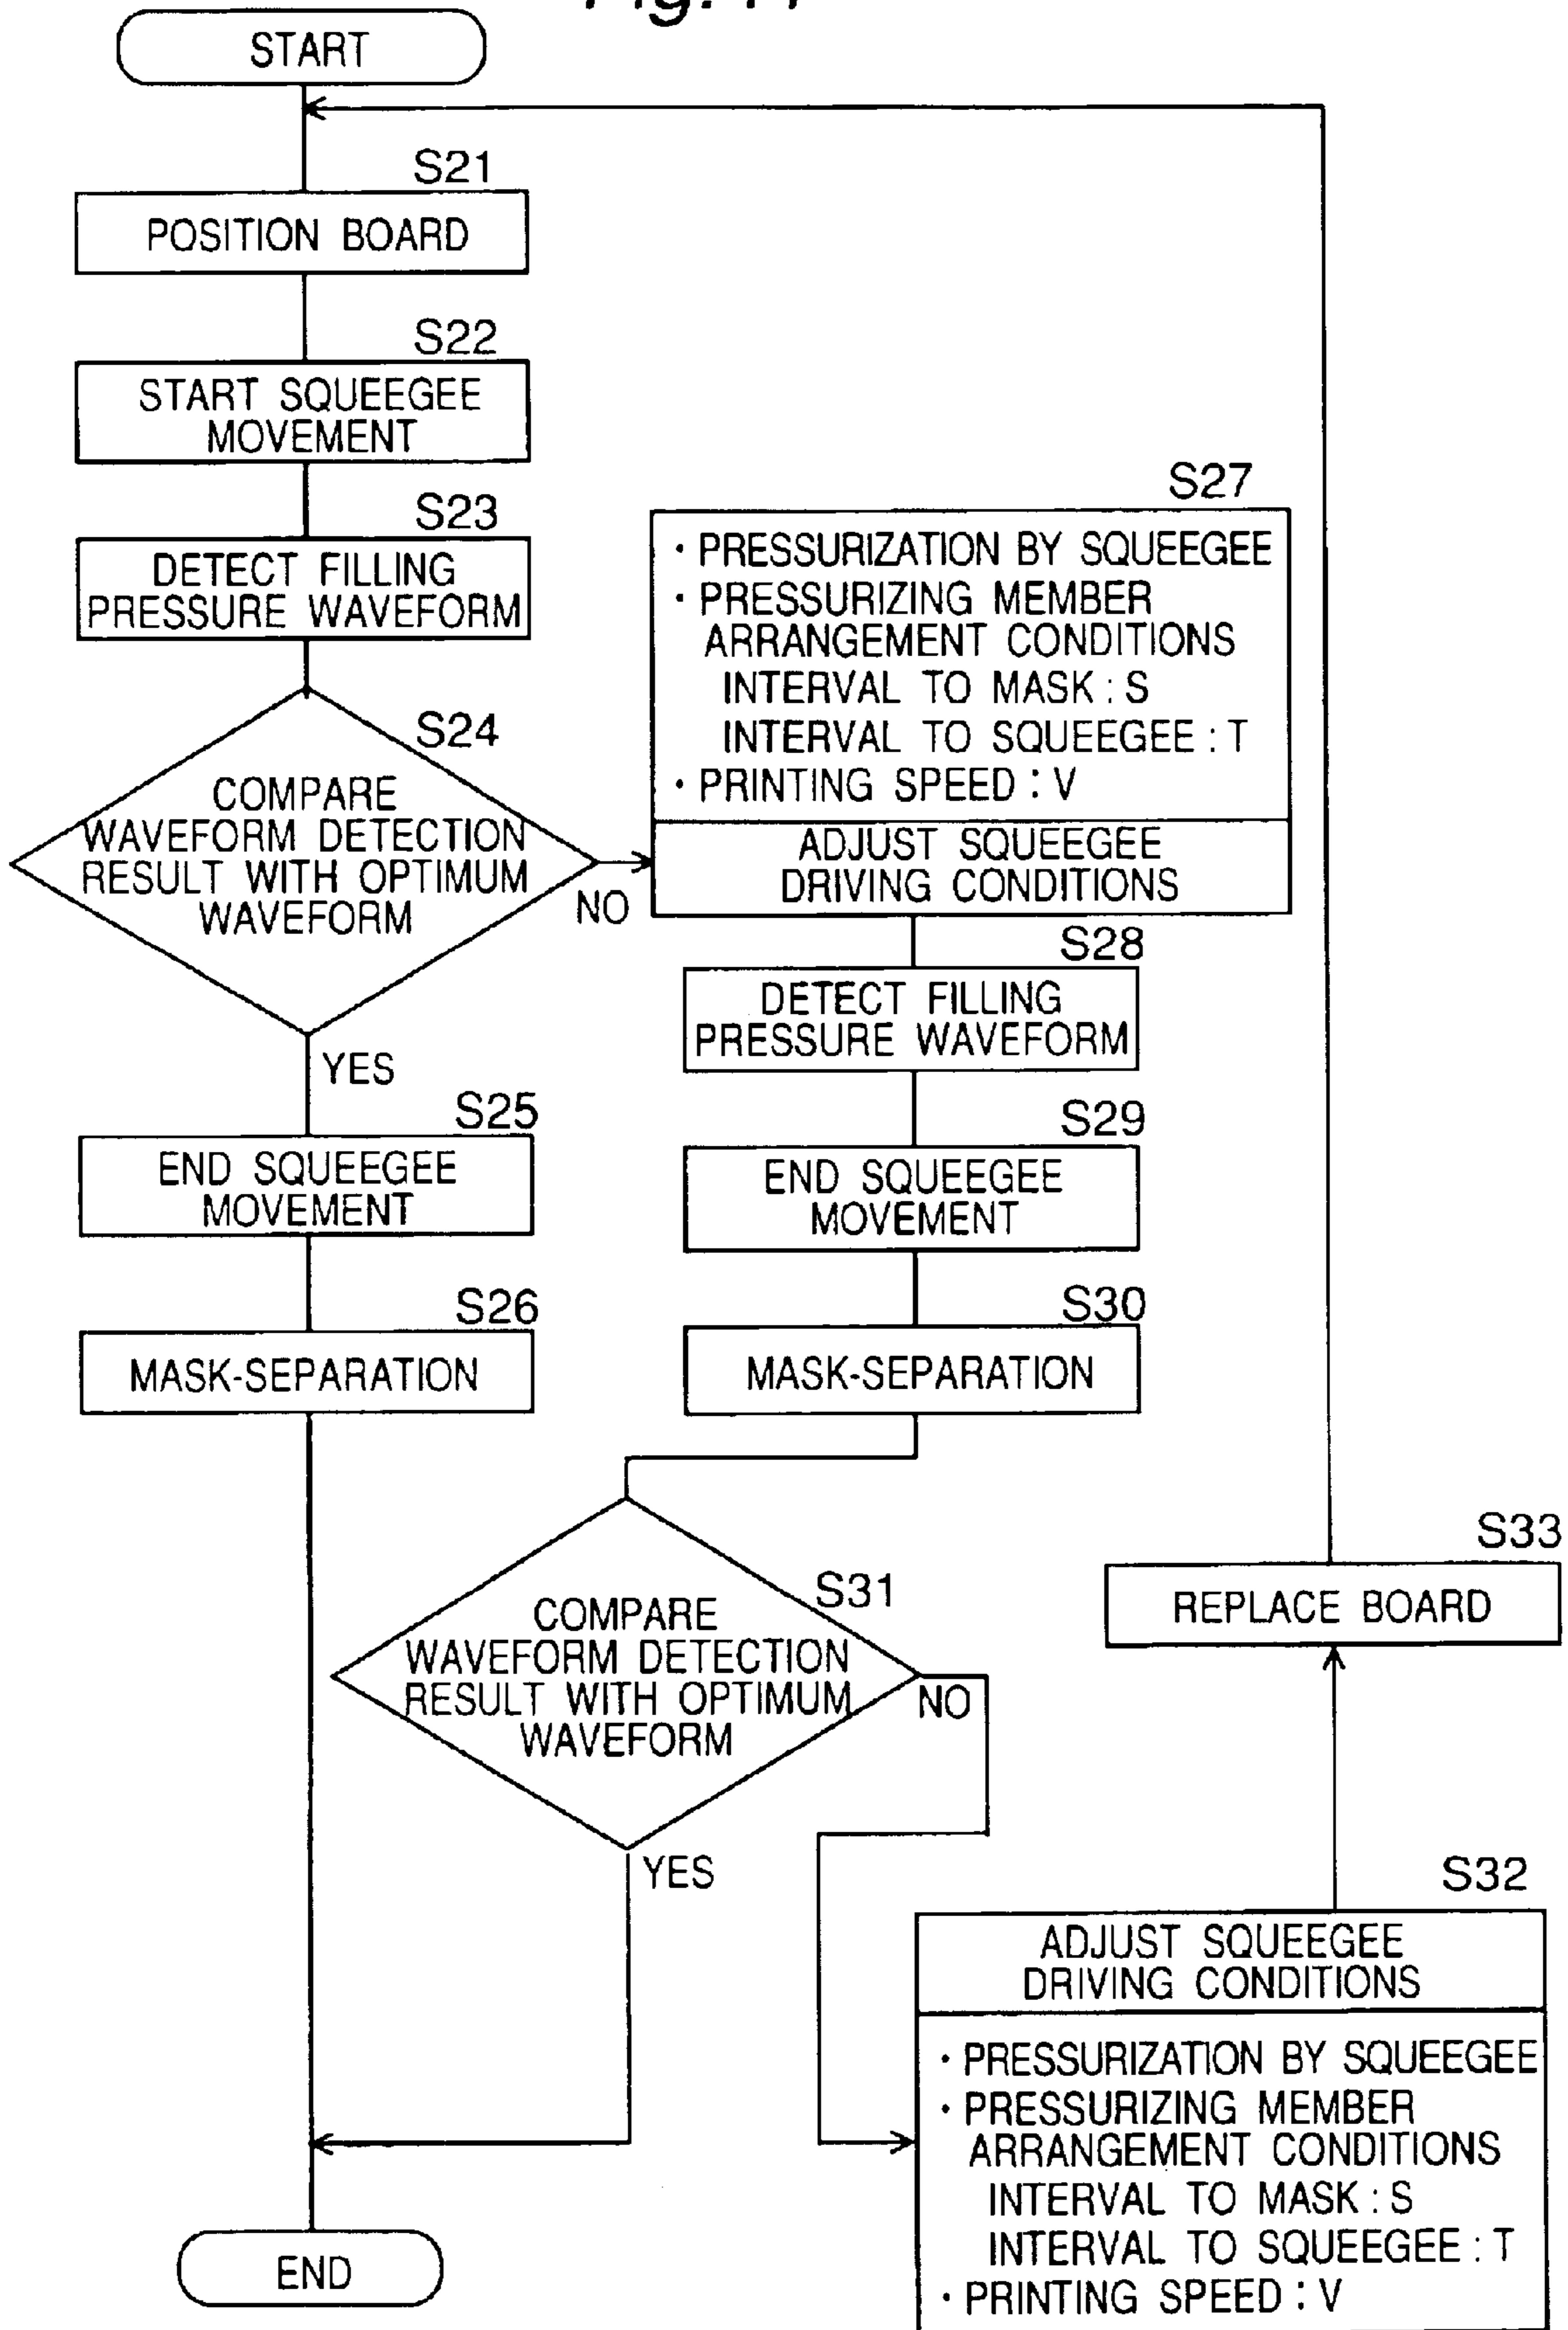 START
S21
POSITION BOARD
S22
START SQUEEGEE
MOVEMENT
S23
DETECT FILLING
PRESSURE WAVEFORM
S24
COMPARE
WAVEFORM DETECTION
RESULT WITH OPTIMUM
WAVEFORM
NO
YES
S25
END SQUEEGEE
MOVEMENT
S26
MASK-SEPARATION
S27
· PRESSURIZATION BY SQUEEGEE
· PRESSURIZING MEMBER
ARRANGEMENT CONDITIONS
INTERVAL TO MASK : S
INTERVAL TO SQUEEGEE : T
· PRINTING SPEED : V
ADJUST SQUEEGEE
DRIVING CONDITIONS
S28
DETECT FILLING
PRESSURE WAVEFORM
S29
END SQUEEGEE
MOVEMENT
S30
MASK-SEPARATION
S31
COMPARE
WAVEFORM DETECTION
RESULT WITH OPTIMUM
WAVEFORM
NO
YES
S33
REPLACE BOARD
S32
ADJUST SQUEEGEE
DRIVING CONDITIONS
· PRESSURIZATION BY SQUEEGEE
· PRESSURIZING MEMBER
ARRANGEMENT CONDITIONS
INTERVAL TO MASK : S
INTERVAL TO SQUEEGEE : T
· PRINTING SPEED : V
END